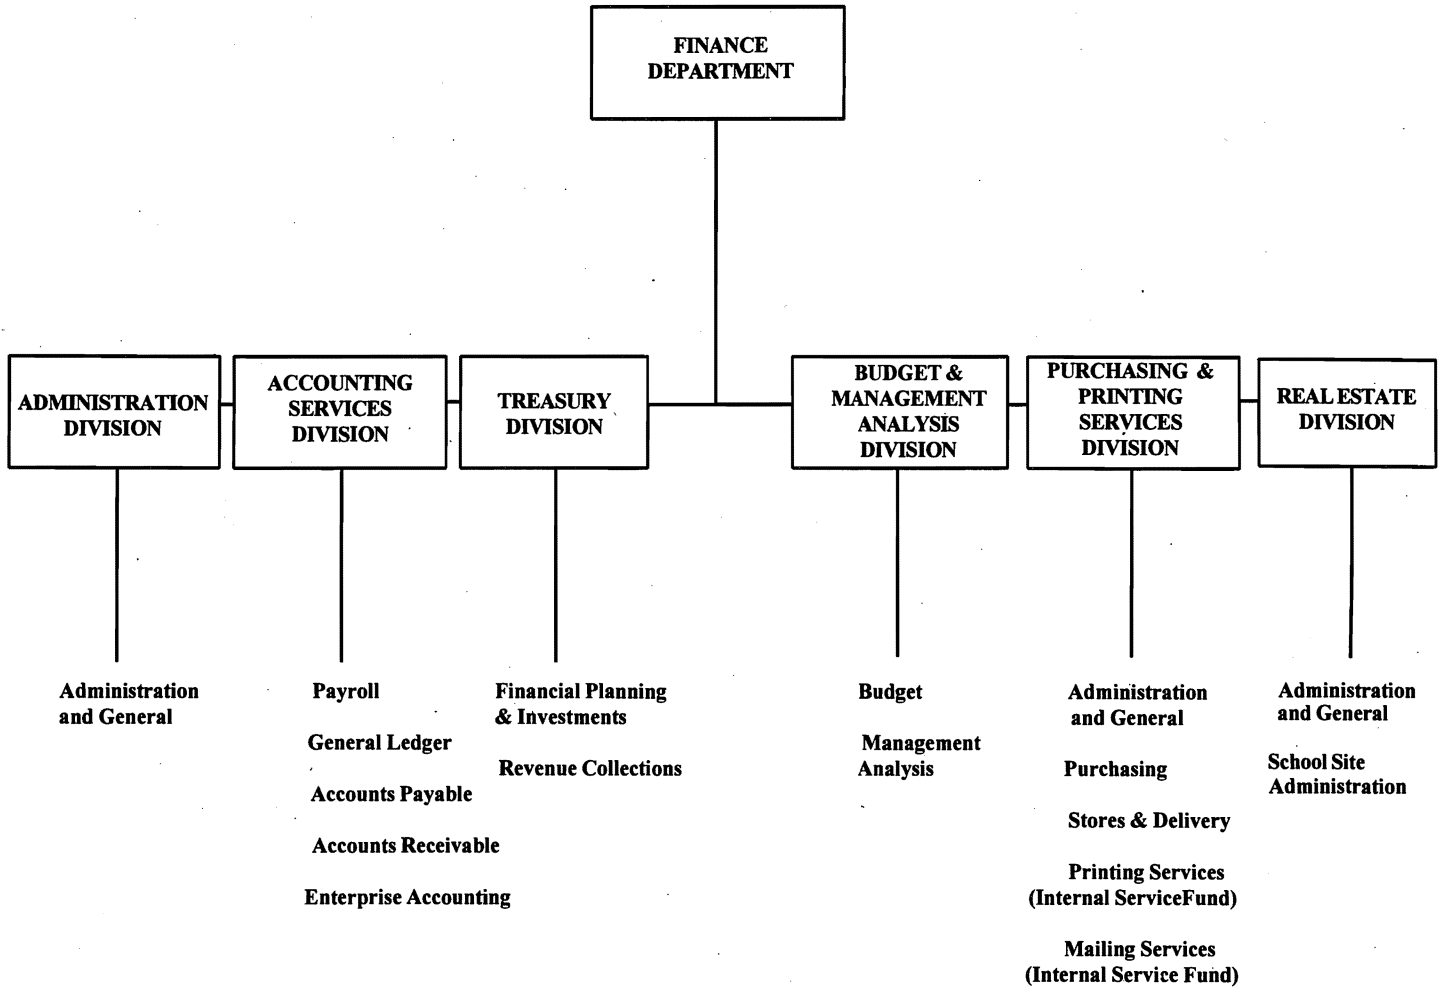 FINANCE
DEPARTMENT
ADMINISTRATION
DIVISION
ACCOUNTING
SERVICES
DIVISION
TREASURY
DIVISION
BUDGET &
MANAGEMENT
ANALYSIS
DIVISION
PURCHASING &
PRINTING
SERVICES
DIVISION
REAL ESTATE
DIVISION
Administration
and General
Payroll
General Ledger
Accounts Payable
Accounts Receivable
Enterprise Accounting
Financial Planning
& Investments
Revenue Collections
Budget
Management
Analysis
Administration
and General
Purchasing
Stores & Delivery
Printing Services
(Internal ServiceFund)
Mailing Services
(Internal Service Fund)
Administration
and General
School Site
Administration